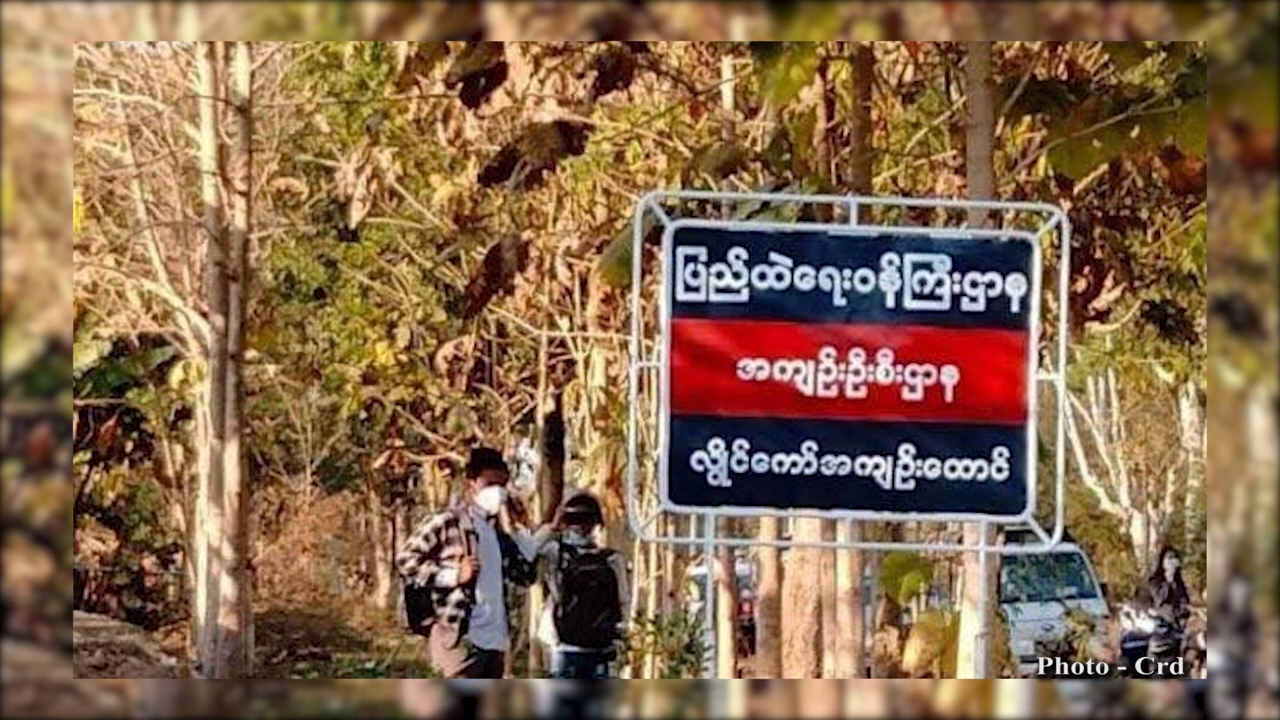 ပြည်ထဲရေးဝန်ကြီးဌာန
အကျဉ်းဦးစီးဌာန
လွိုင်ကော်အကျဉ်းထောင်
Photo - Crd